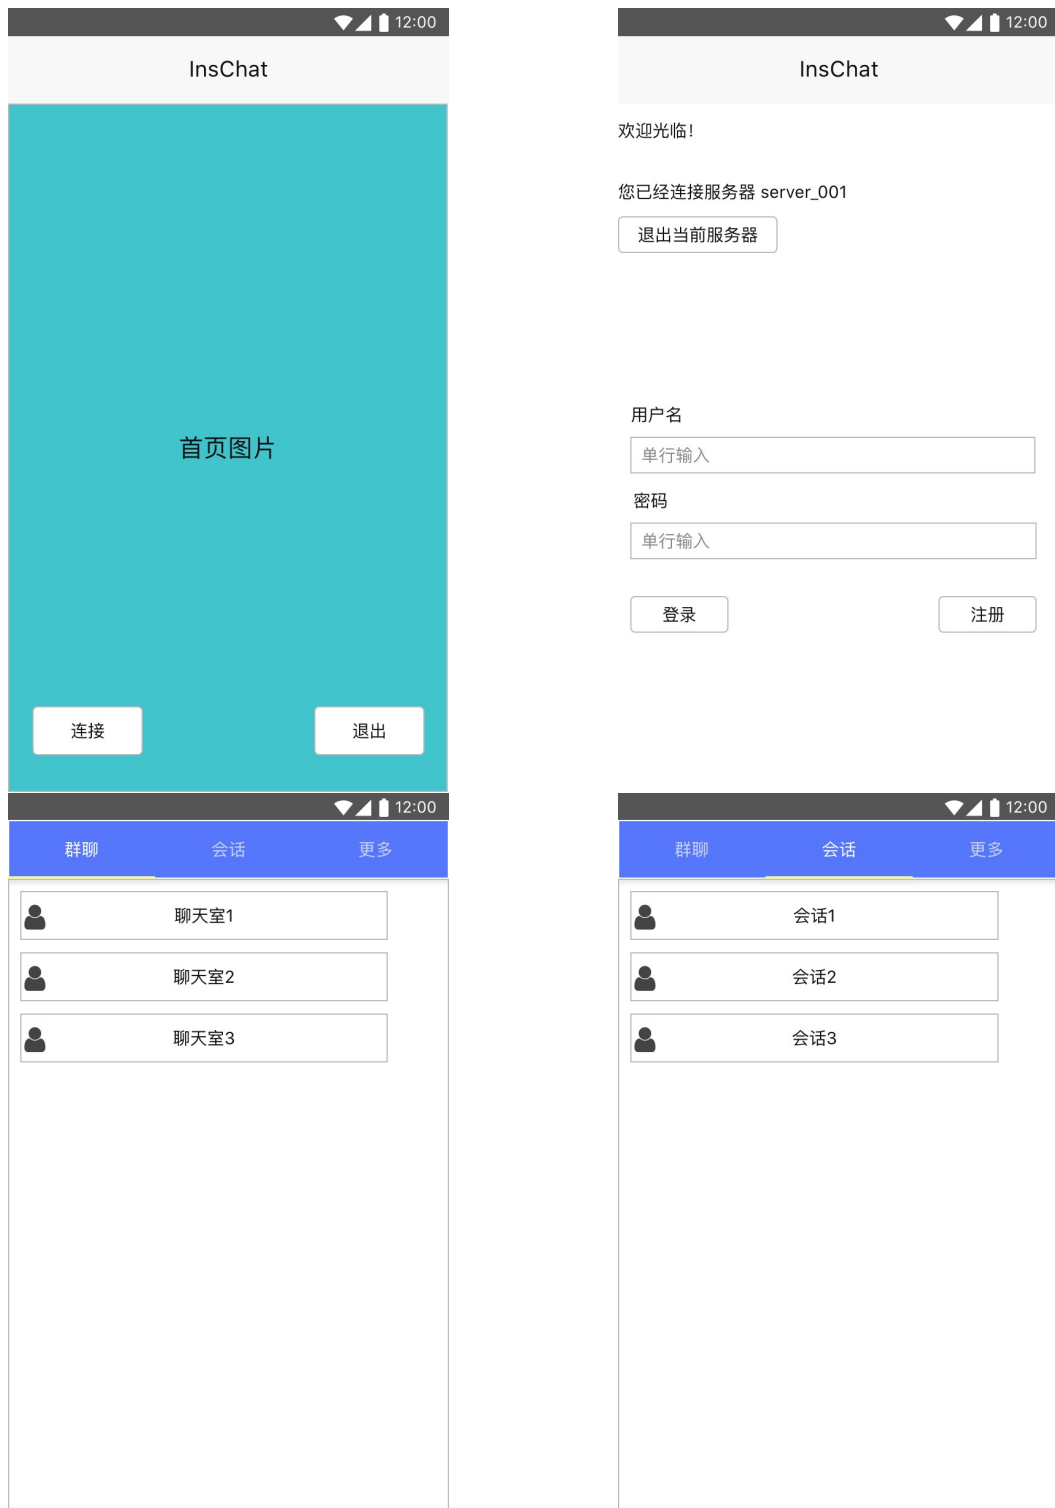 12:00
InsChat
首页图片
连接
退出
12:00
InsChat
欢迎光临!
您已经连接服务器 server_001
退出当前服务器
用户名
单行输入
密码
单行输入
登录
注册
12:00
群聊
会话
更多
聊天室1
聊天室2
聊天室3
12:00
群聊
会话
更多
会话1
会话2
会话3